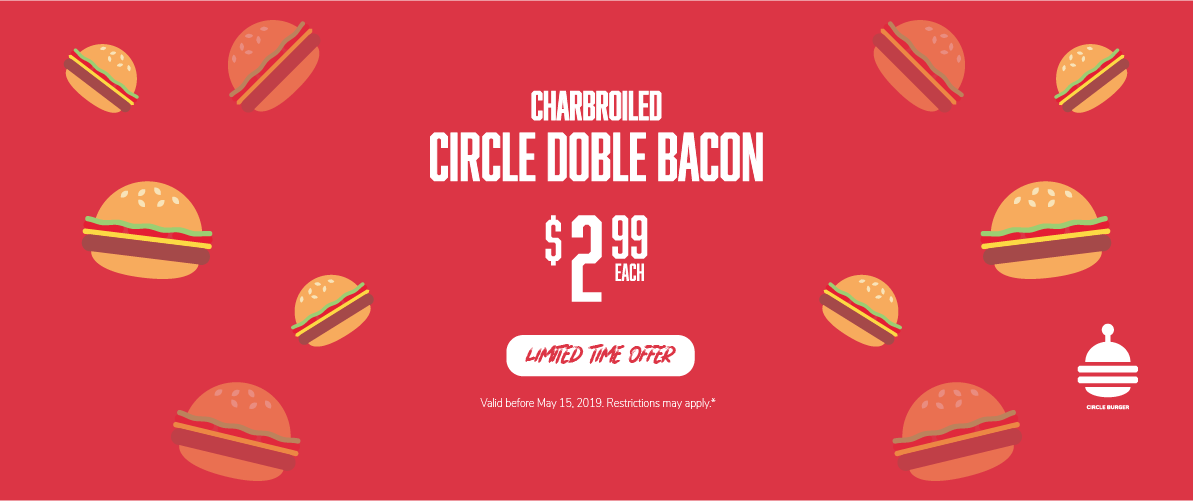 CHARBROILED
CIRCLE DOBLE BACON
$2 99
EACH
LIMITED TIME OFFER
Valid before May 15, 2019. Restrictions may apply.*
CIRCLE BURGER